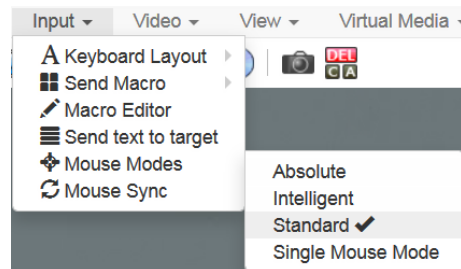 Input Video View Virtual Media
A Keyboard Layout
Send Macro
DEL
C A
Macro Editor
Send text to target
Mouse Modes
Mouse Sync
Absolute
Intelligent
Standard
Single Mouse Mode